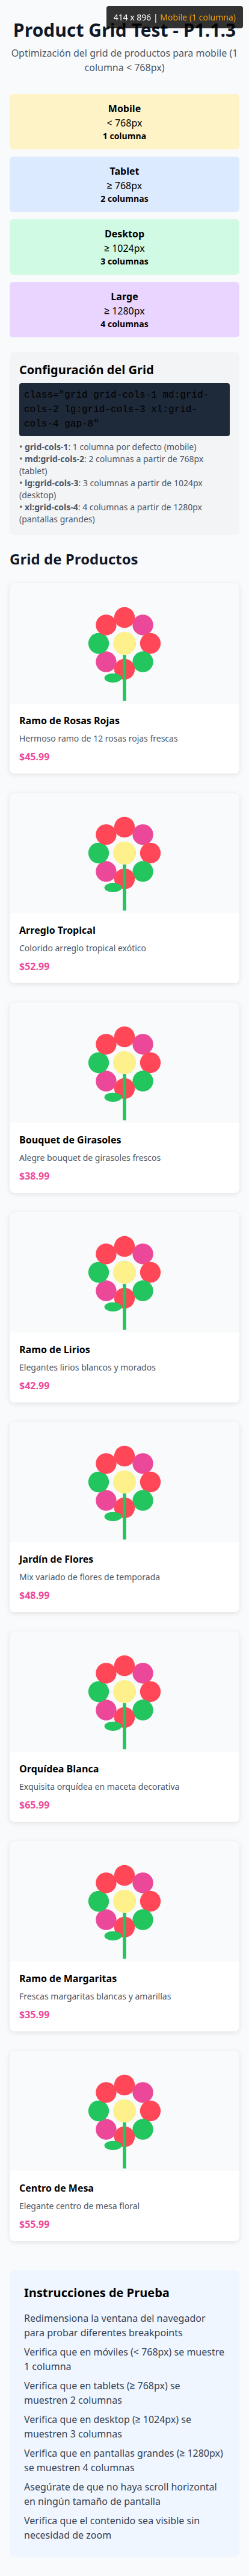 414 x 896 | Mobile (1 columna)
Product Grid Test - P1.1.3
Optimización del grid de productos para mobile (1
columna < 768px)
Mobile
< 768px
1 columna
Tablet
≥ 768px
2 columnas
Desktop
≥ 1024px
3 columnas
Large
≥ 1280px
4 columnas
Configuración del Grid
class="grid grid-cols-1 md:grid-
cols-2 lg:grid-cols-3 xl:grid-
cols-4 gap-8"
• grid-cols-1: 1 columna por defecto (mobile)
• md:grid-cols-2: 2 columnas a partir de 768px
(tablet)
• lg:grid-cols-3: 3 columnas a partir de 1024px
(desktop)
• xl:grid-cols-4: 4 columnas a partir de 1280px
(pantallas grandes)
Grid de Productos
Ramo de Rosas Rojas
Hermoso ramo de 12 rosas rojas frescas
$45.99
Arreglo Tropical
Colorido arreglo tropical exótico
$52.99
Bouquet de Girasoles
Alegre bouquet de girasoles frescos
$38.99
Ramo de Lirios
Elegantes lirios blancos y morados
$42.99
Jardín de Flores
Mix variado de flores de temporada
$48.99
Orquídea Blanca
Exquisita orquídea en maceta decorativa
$65.99
Ramo de Margaritas
Frescas margaritas blancas y amarillas
$35.99
Centro de Mesa
Elegante centro de mesa floral
$55.99
Instrucciones de Prueba
Redimensiona la ventana del navegador
para probar diferentes breakpoints
Verifica que en móviles (< 768px) se muestre
1 columna
Verifica que en tablets (≥ 768px) se
muestren 2 columnas
Verifica que en desktop (≥ 1024px) se
muestren 3 columnas
Verifica que en pantallas grandes (≥ 1280px)
se muestren 4 columnas
Asegúrate de que no haya scroll horizontal
en ningún tamaño de pantalla
Verifica que el contenido sea visible sin
necesidad de zoom